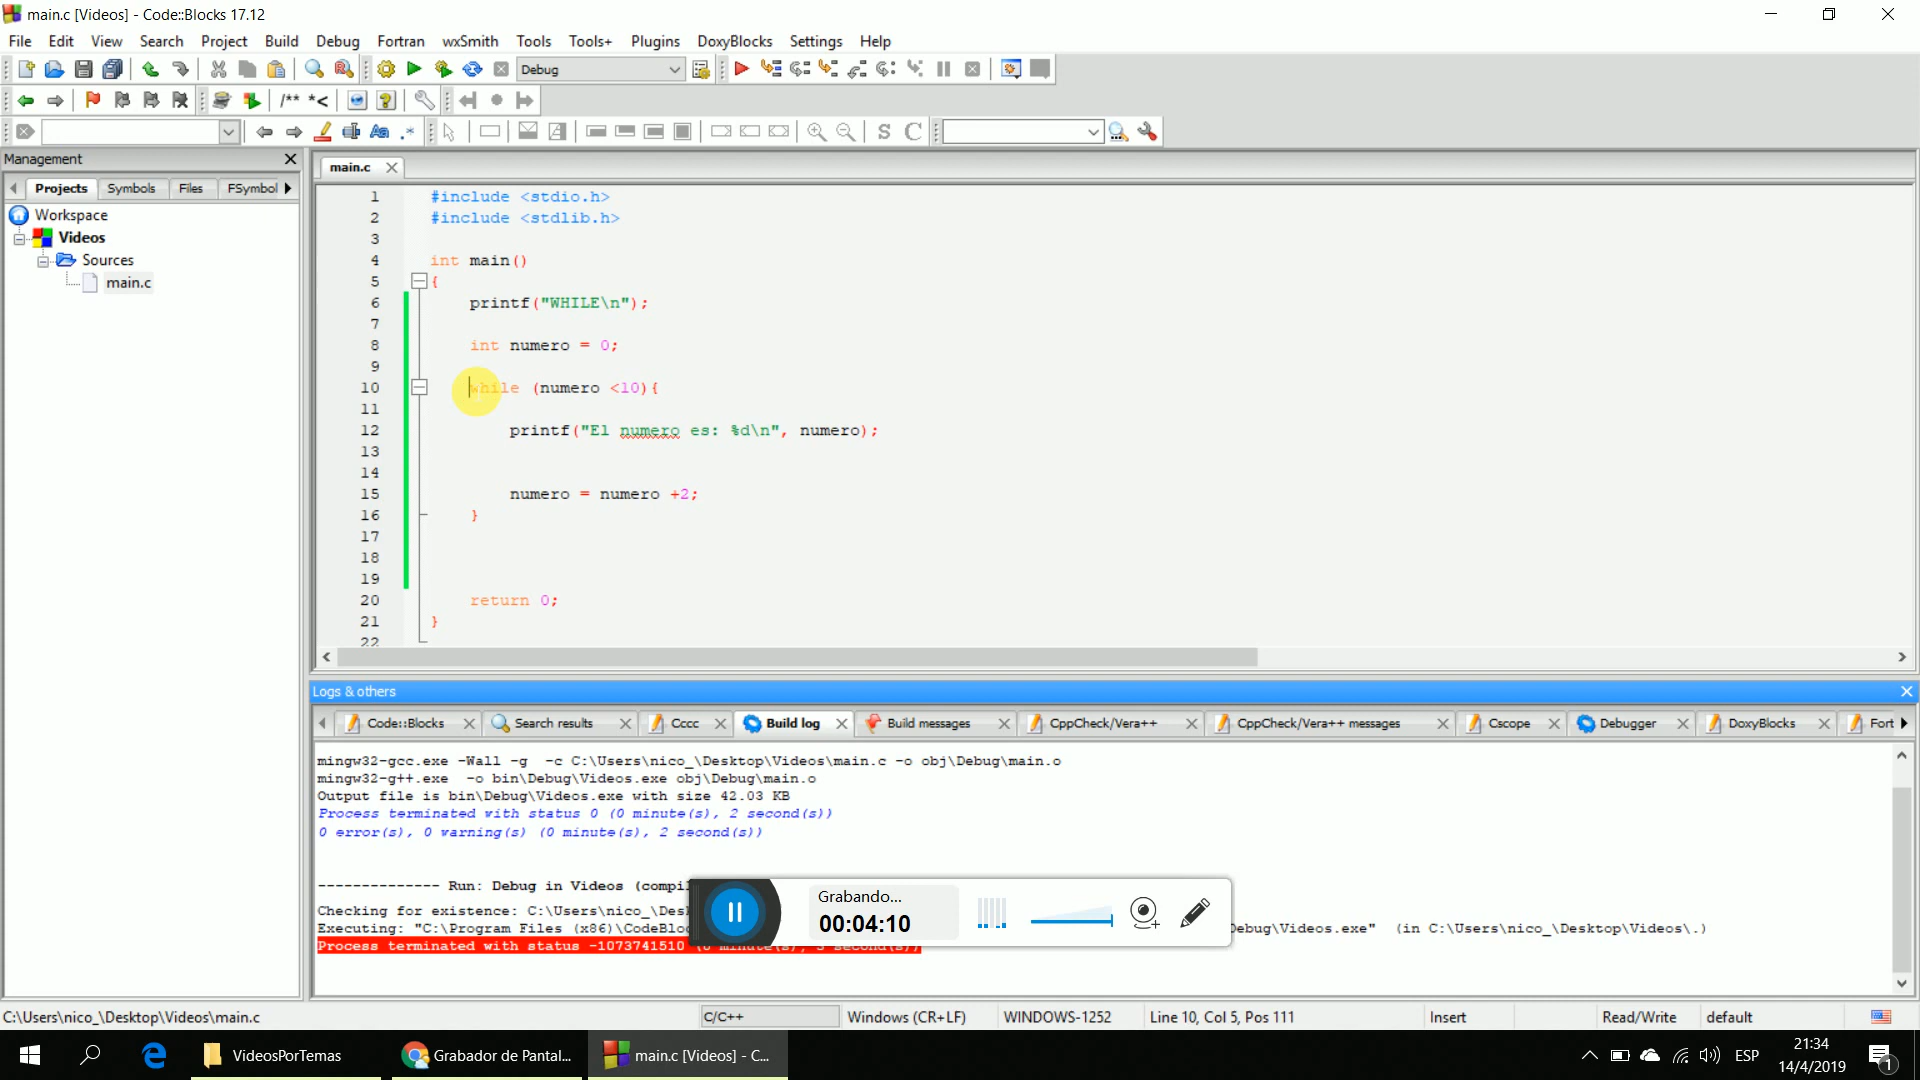 main.c [Videos] - Code::Blocks 17.12
File Edit View Search Project Build Debug Fortran wxSmith Tools Tools+ Plugins DoxyBlocks Settings Help
Debug
/** *<
Management
Projects Symbols Files FSymbol
Workspace
Videos
Sources
main.c
main.c
1 #include <stdio.h>
2 #include <stdlib.h>
3
4 int main()
5 {
6 printf("WHILE\n");
7
8 int numero = 0;
9
10 while (numero <10){
11
12 printf("El numero es: %d\n", numero);
13
14
15 numero = numero +2;
16 }
17
18
19
20 return 0;
21 }
22
Logs & others
Code::Blocks Search results Cccc Build log Build messages CppCheck/Vera++ CppCheck/Vera++ messages Cscope Debugger DoxyBlocks Fort
mingw32-gcc.exe -Wall -g -c C:\Users\nico_\Desktop\Videos\main.c -o obj\Debug\main.o
mingw32-g++.exe -o bin\Debug\Videos.exe obj\Debug\main.o
Output file is bin\Debug\Videos.exe with size 42.03 KB
Process terminated with status 0 (0 minute(s), 2 second(s))
0 error(s), 0 warning(s) (0 minute(s), 2 second(s))
-------------- Run: Debug in Videos (compil
Checking for existence: C:\Users\nico_\Des
Executing: "C:\Program Files (x86)\CodeBlo ebug\Videos.exe" (in C:\Users\nico_\Desktop\Videos\.)
Process terminated with status -1073741510 (0 minute(s), 3 second(s))
Grabando...
00:04:10
C:\Users\nico_\Desktop\Videos\main.c C/C++ Windows (CR+LF) WINDOWS-1252 Line 10, Col 5, Pos 111 Insert Read/Write default
VideosPorTemas Grabador de Pantal... main.c [Videos] - C... ESP
21:34
14/4/2019
1